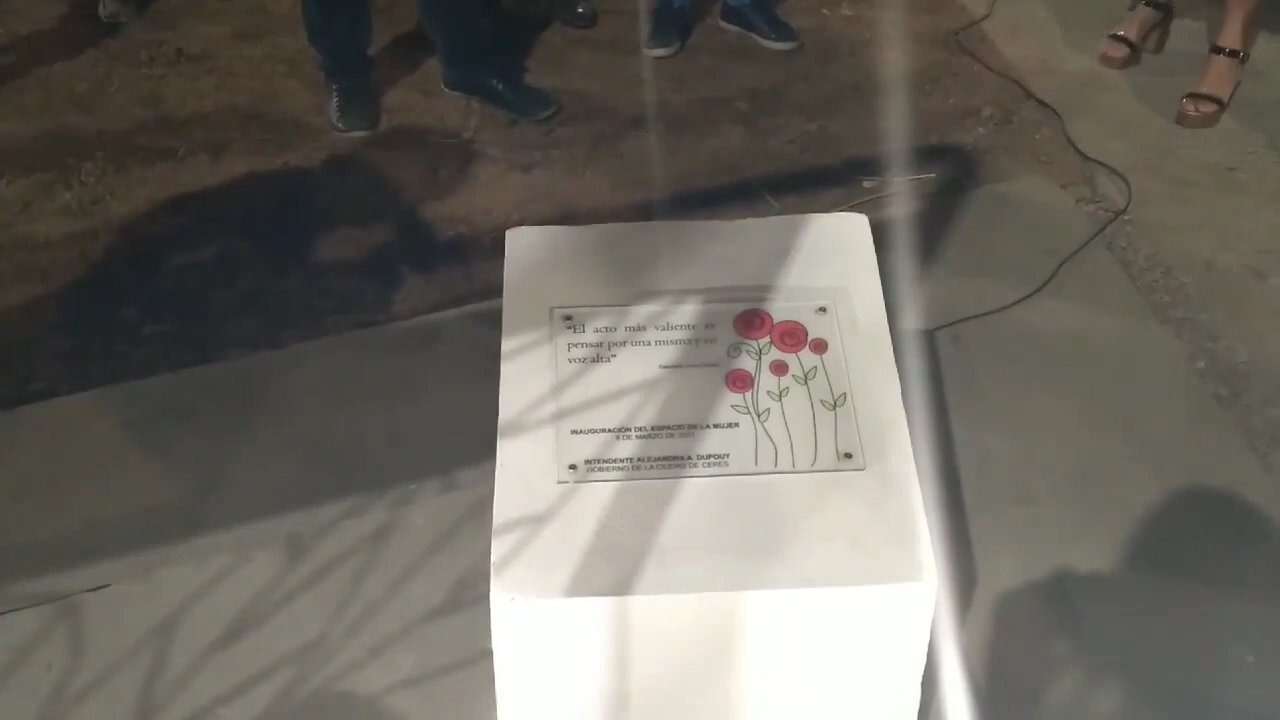 "El acto más valiente es
pensar por una misma y en
voz alta"
INAUGURACIÓN DEL ESPACIO DE LA MUJER
8 DE MARZO DE 2021
INTENDENTE ALEJANDRA A. DUPOUY
GOBIERNO DE LA CIUDAD DE CERES